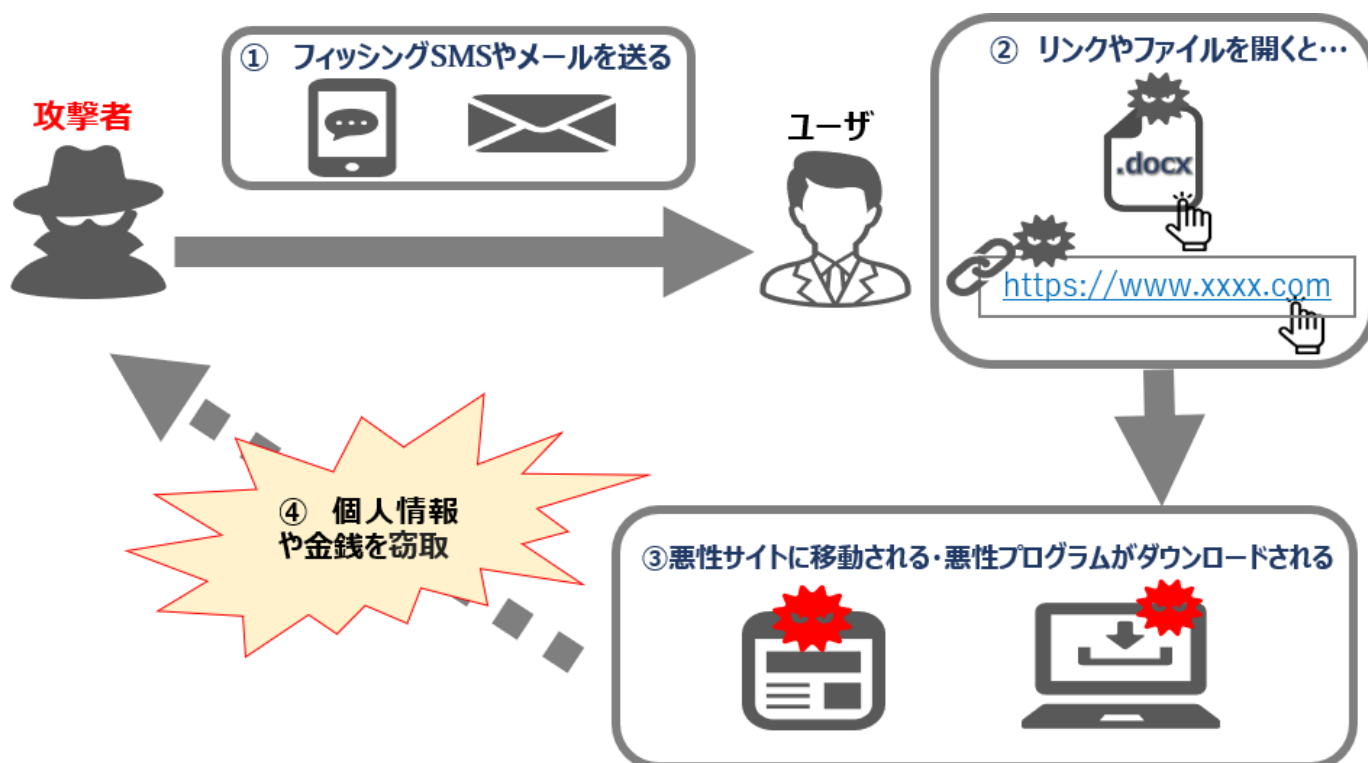 ① フィッシングSMSやメールを送る
② リンクやファイルを開くと…
攻撃者
ユーザ
.docx
https://www.xxxx.com
④ 個人情報
や金銭を窃取
③悪性サイトに移動される・悪性プログラムがダウンロードされる